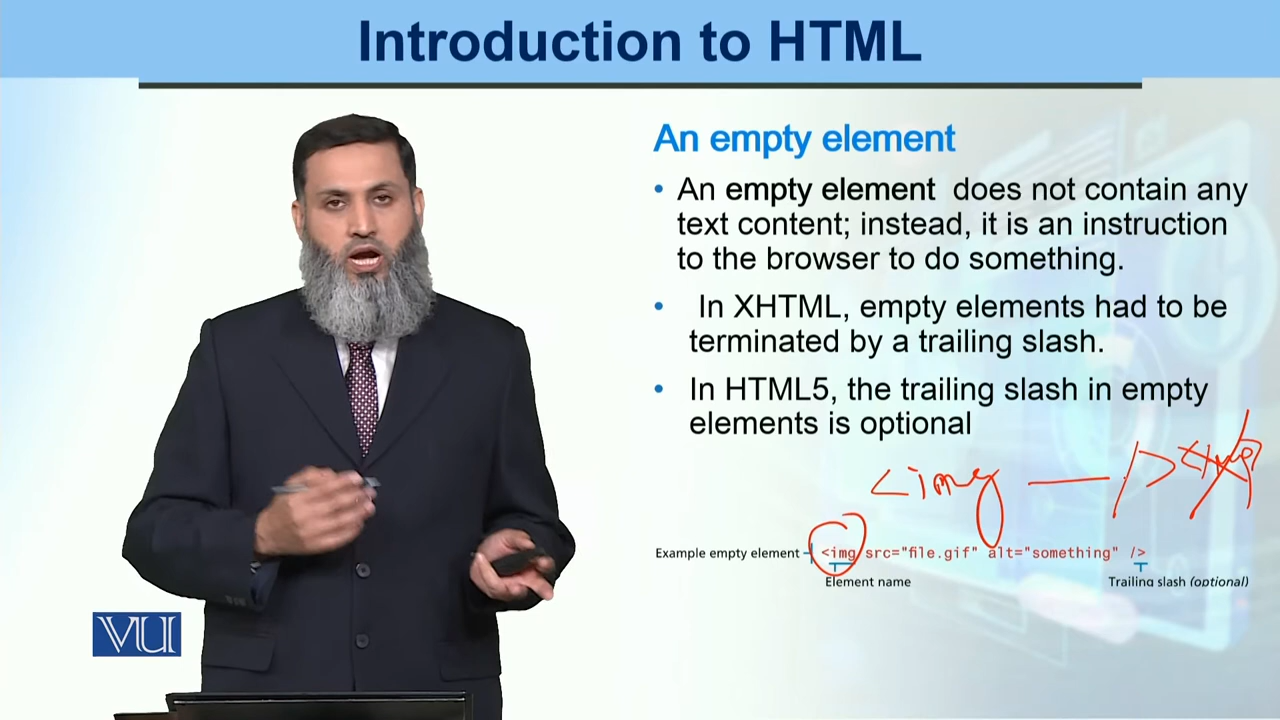 Introduction to HTML
An empty element
• An empty element does not contain any
text content; instead, it is an instruction
to the browser to do something.
• In XHTML, empty elements had to be
terminated by a trailing slash.
• In HTML5, the trailing slash in empty
elements is optional
<img — />
Example empty element
<img src="file.gif" alt="something" />
Element name
Trailing slash (optional)
VU